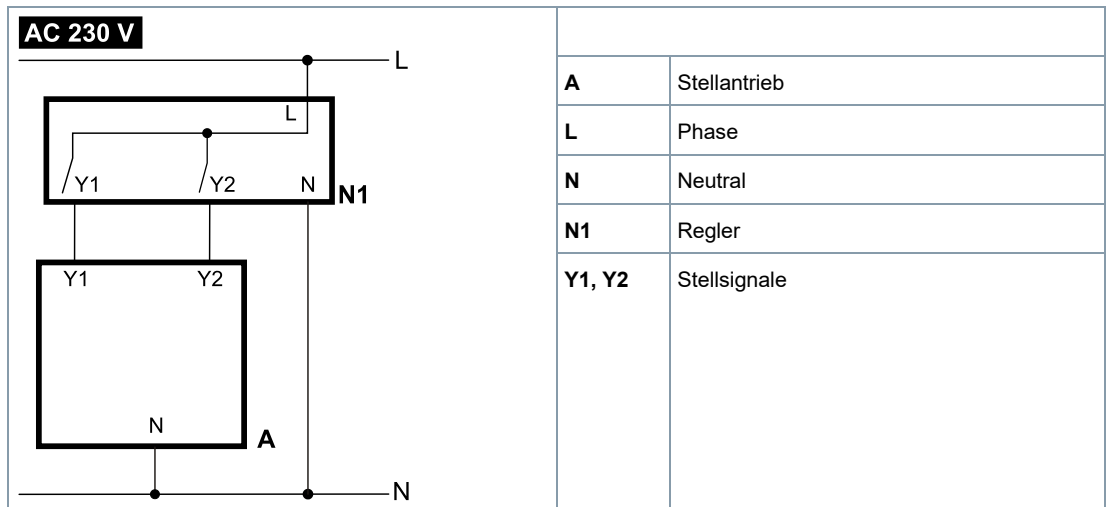 AC 230 V
L
L
Y1 Y2 N
N1
Y1 Y2
N
A
N
A Stellantrieb
L Phase
N Neutral
N1 Regler
Y1, Y2 Stellsignale